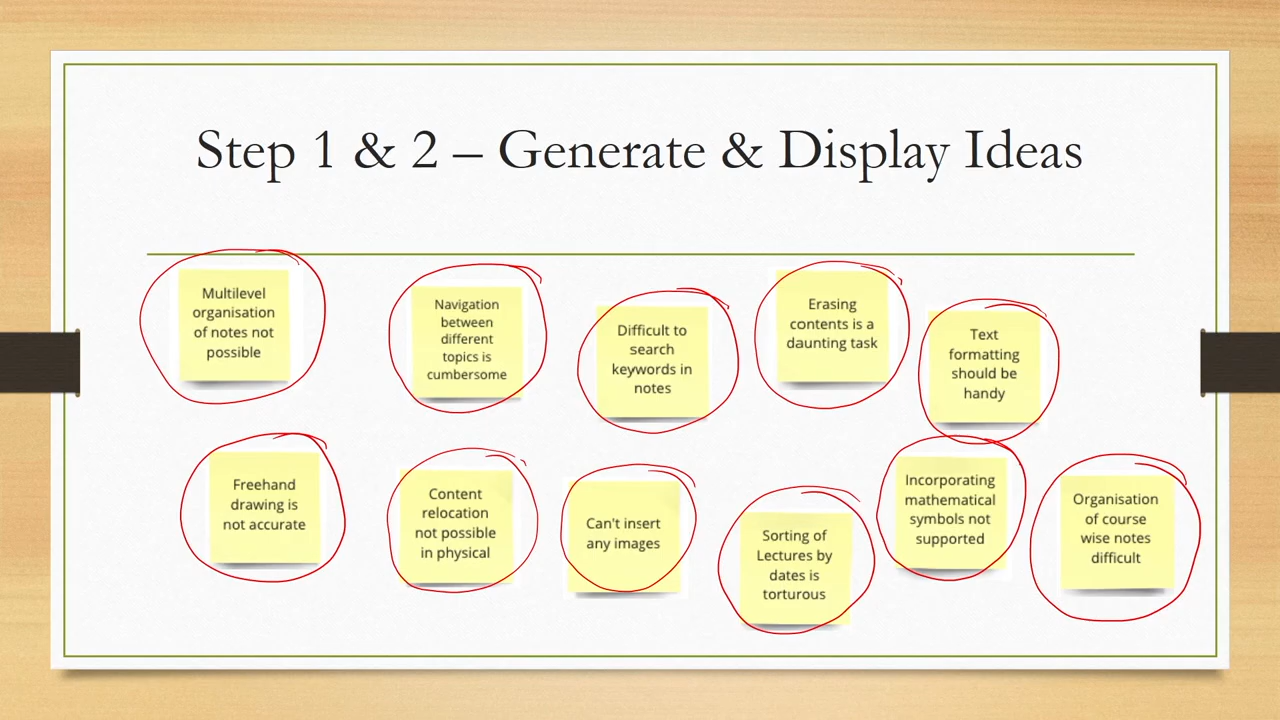 Step 1 & 2 – Generate & Display Ideas
Multilevel
organisation
of notes not
possible
Navigation
between
different
topics is
cumbersome
Difficult to
search
keywords in
notes
Erasing
contents is a
daunting task
Text
formatting
should be
handy
Freehand
drawing is
not accurate
Content
relocation
not possible
in physical
Can't insert
any images
Sorting of
Lectures by
dates is
torturous
Incorporating
mathematical
symbols not
supported
Organisation
of course
wise notes
difficult